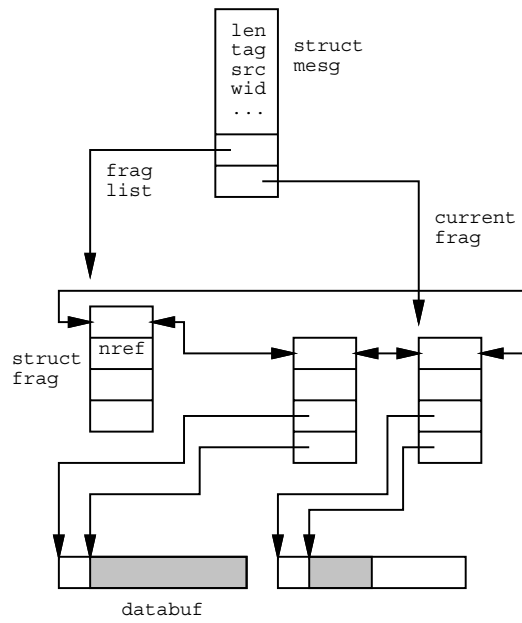 len
tag
src
wid
...
struct
mesg
frag
list
current
frag
struct
frag
nref
databuf